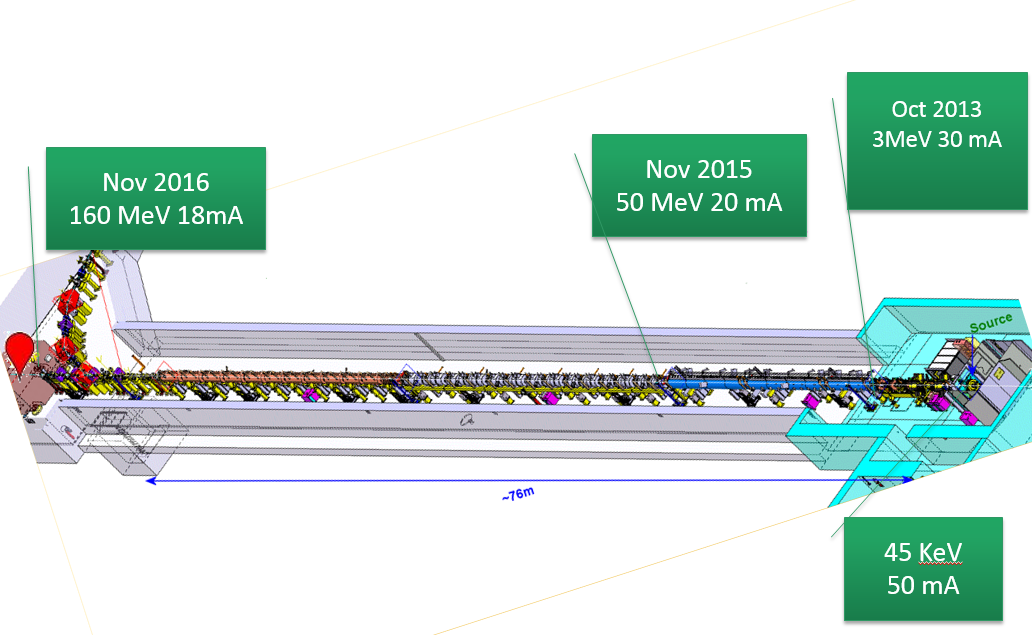 Oct 2013
3MeV 30 mA
Nov 2015
50 MeV 20 mA
Nov 2016
160 MeV 18mA
Source
~76m
45 KeV
50 mA